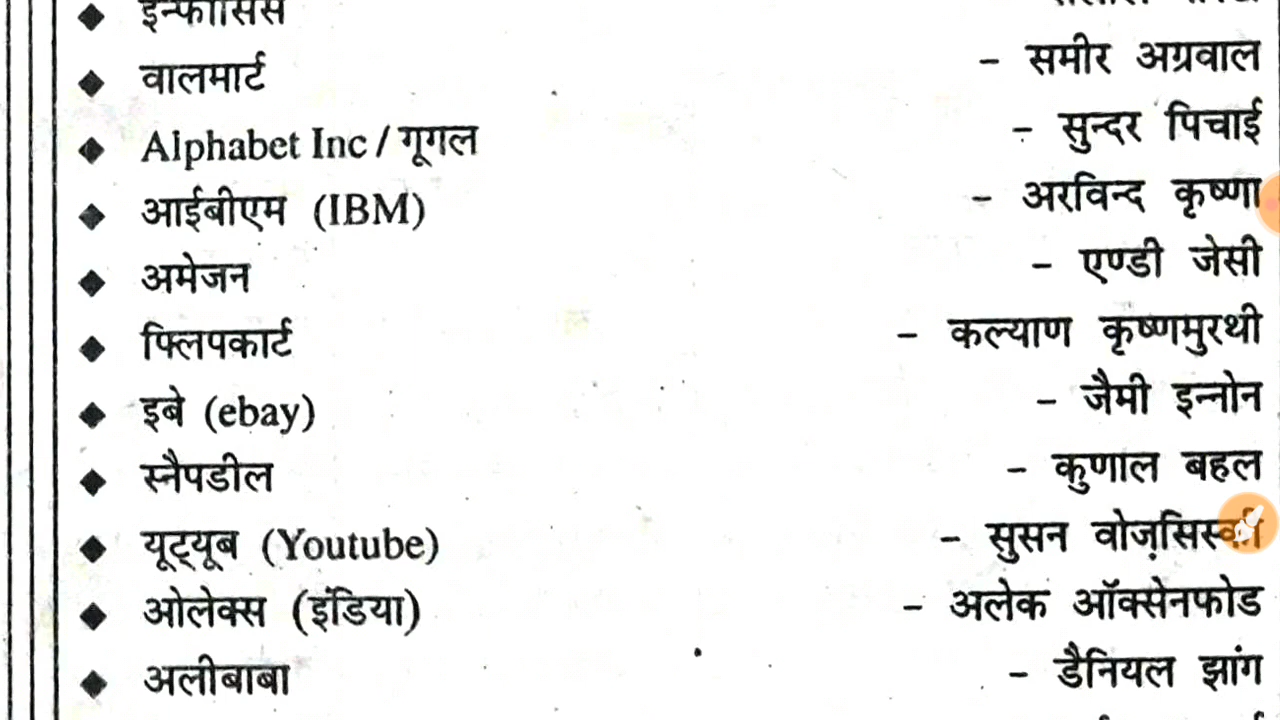 ◆ इन्फोसिस
◆ वालमार्ट - समीर अग्रवाल
◆ Alphabet Inc / गूगल - सुन्दर पिचाई
◆ आईबीएम (IBM) - अरविन्द कृष्णा
◆ अमेजन - एण्डी जेसी
◆ फ्लिपकार्ट - कल्याण कृष्णमुरथी
◆ इबे (ebay) - जैमी इन्नोन
◆ स्नैपडील - कुणाल बहल
◆ यूट्यूब (Youtube) - सुसन वोज़सिस्की
◆ ओलेक्स (इंडिया) - अलेक ऑक्सेनफोड
◆ अलीबाबा - डैनियल झांग